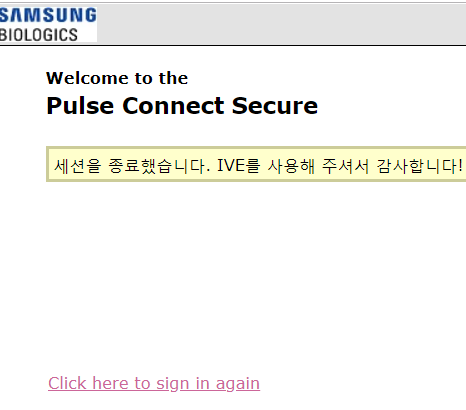 SAMSUNG
BIOLOGICS
Welcome to the
Pulse Connect Secure
세션을 종료했습니다. IVE를 사용해 주셔서 감사합니다!
Click here to sign in again